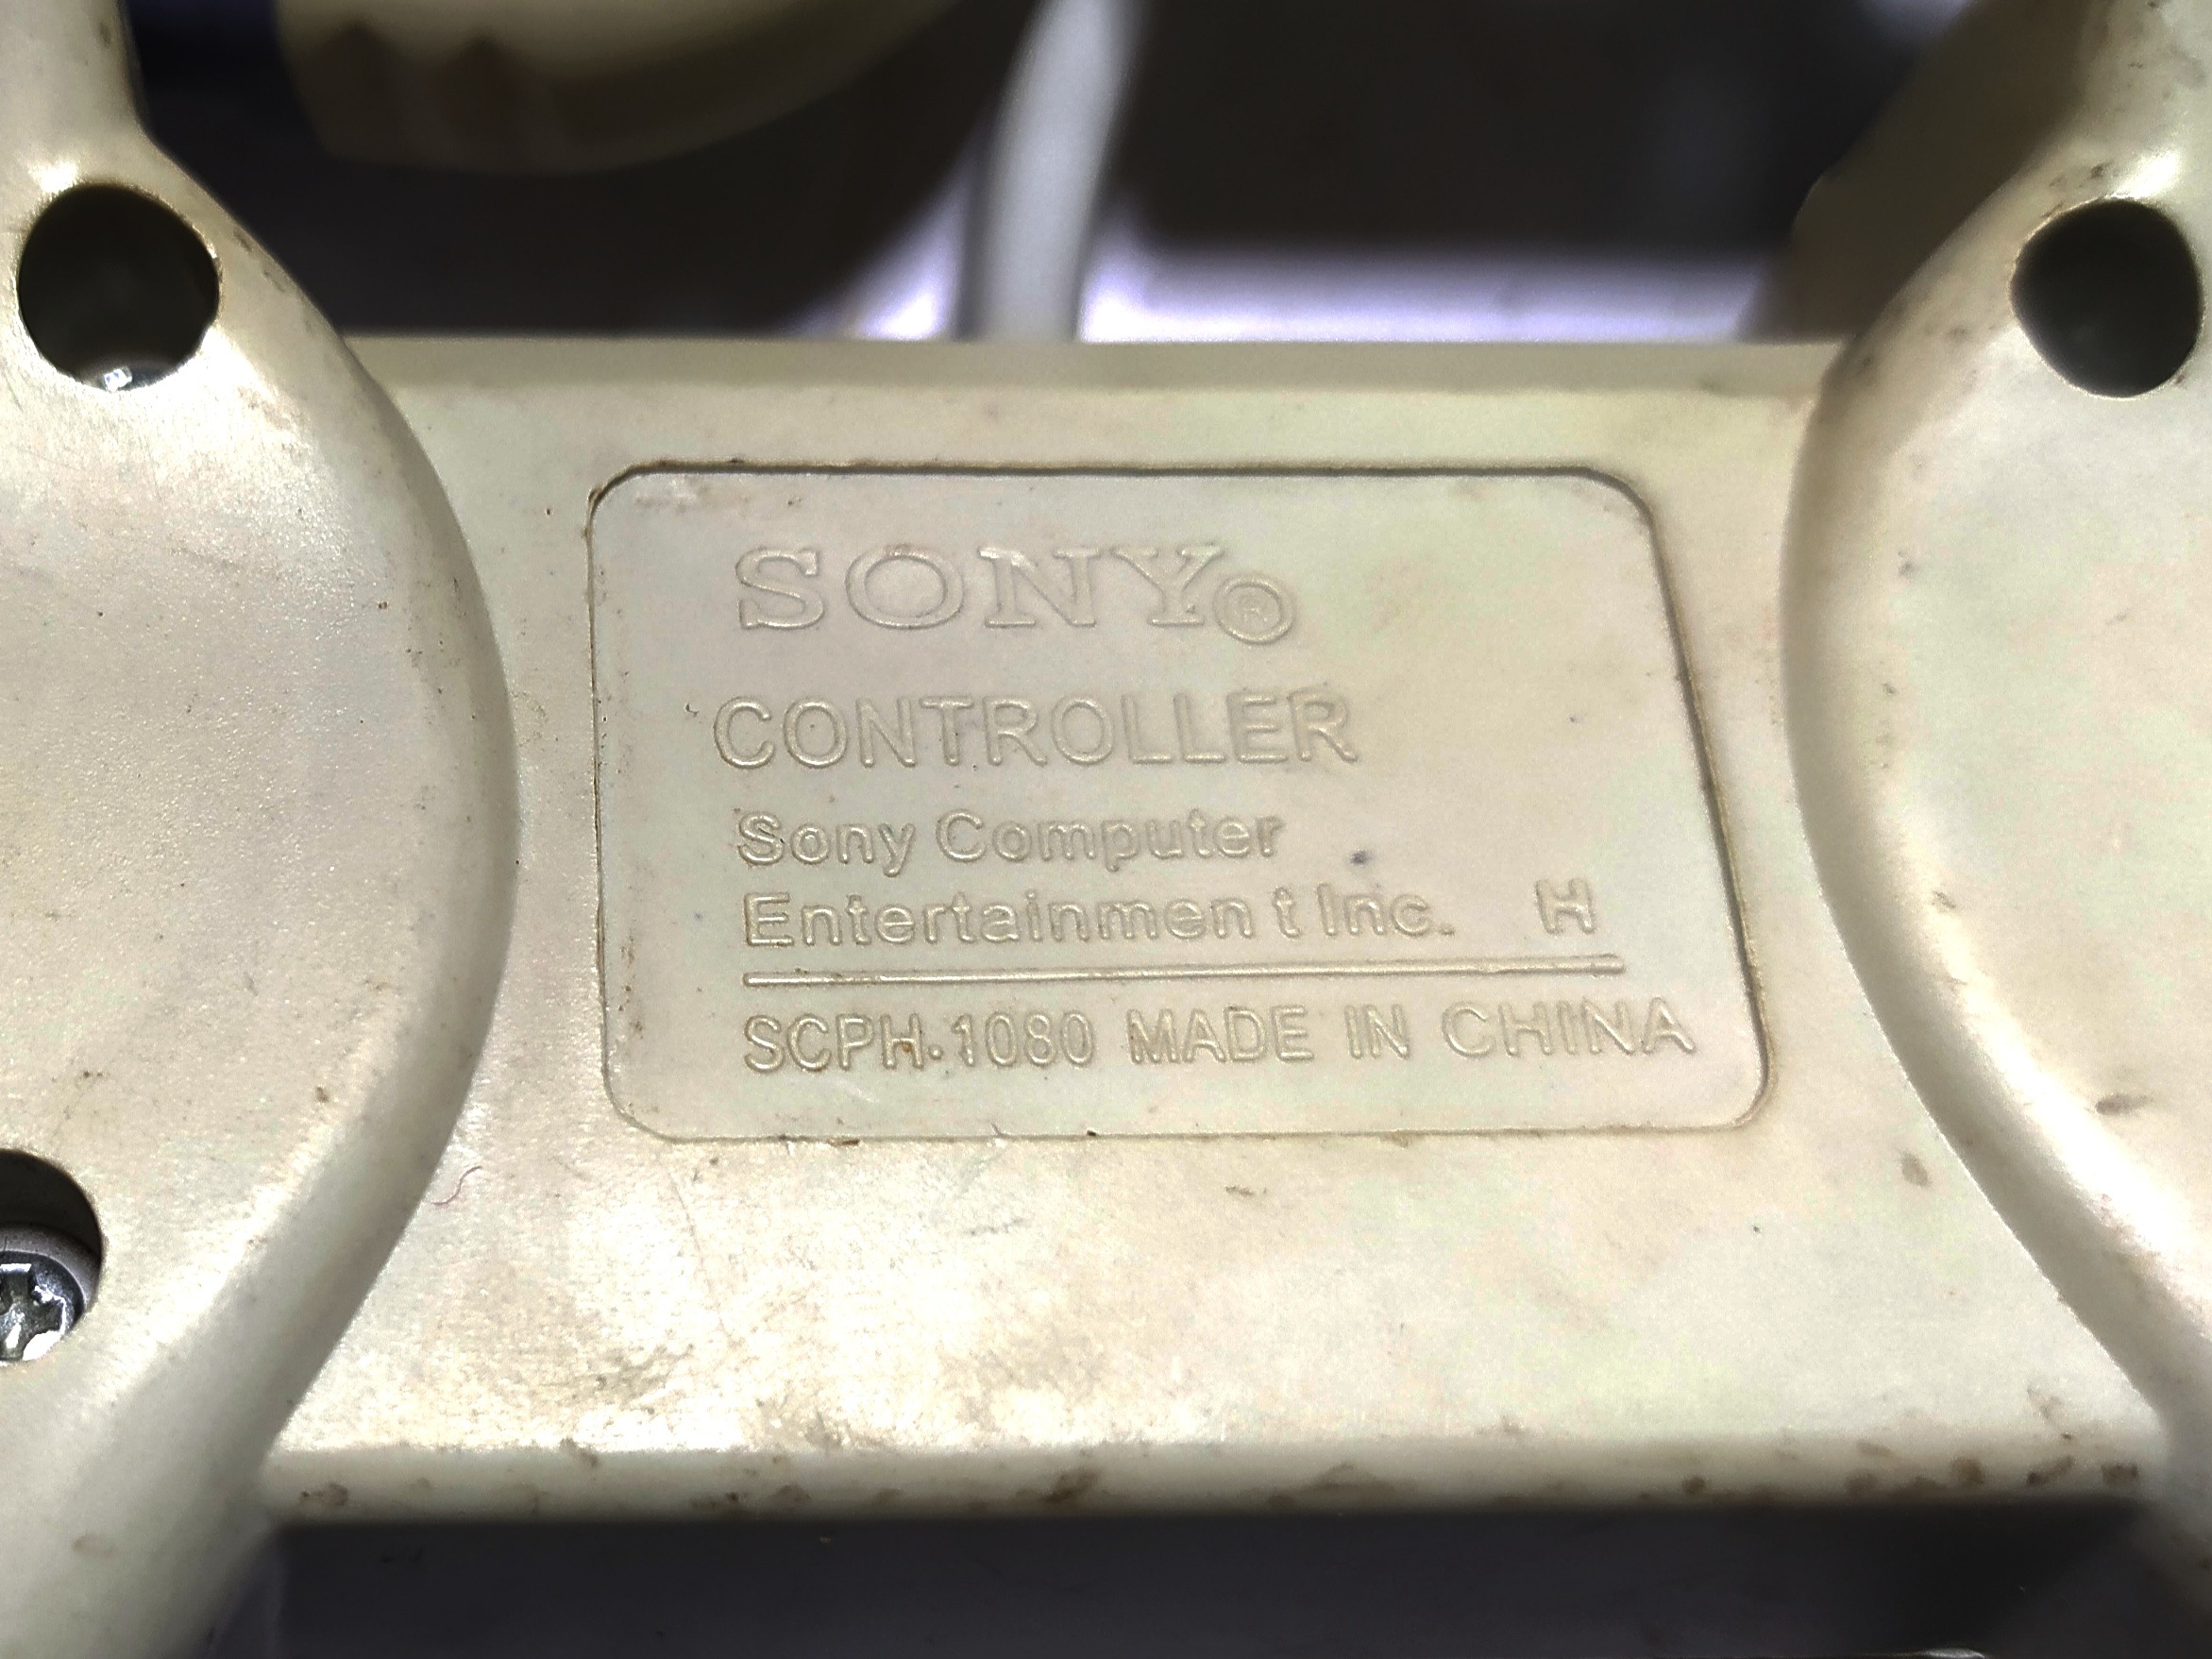 SONY®
CONTROLLER
Sony Computer
Entertainmen t Inc. H
SCPH-1080 MADE IN CHINA